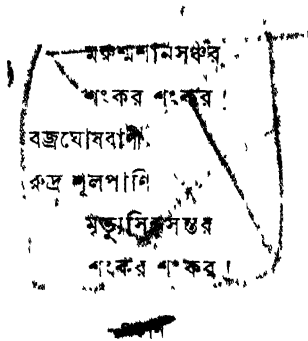 মরুশ্মশানসঞ্চর
শংকর শংকর !
বজ্রঘোষবাণী,
রুদ্র শূলপাণি
মৃত্যুসিন্ধুসন্তর
শংকর শংকর !